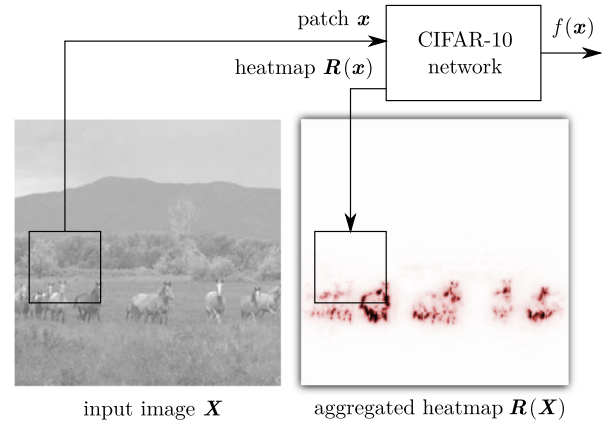 patch x
CIFAR-10
network
f(x)
heatmap R(x)
input image X
aggregated heatmap R(X)